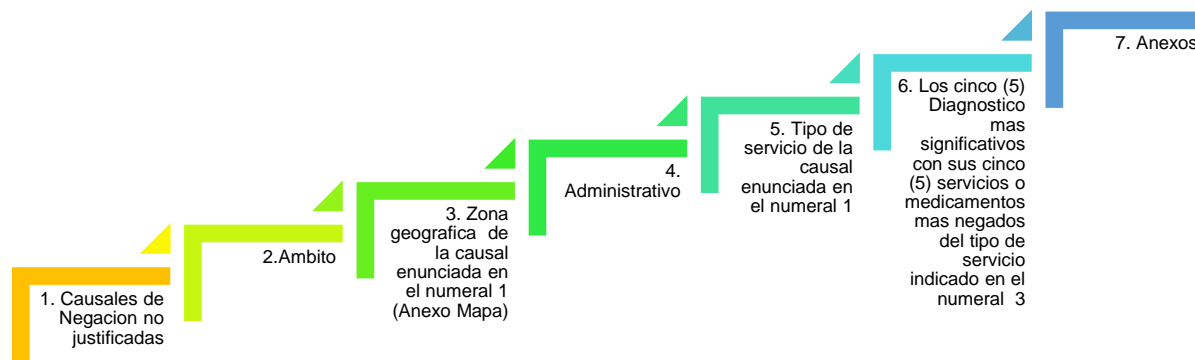 1. Causales de
Negacion no
justificadas
2.Ambito
3. Zona
geografica de
la causal
enunciada en
el numeral 1
(Anexo Mapa)
4.
Administrativo
5. Tipo de
servicio de la
causal
enunciada en
el numeral 1
6. Los cinco (5)
Diagnostico
mas
significativos
con sus cinco
(5) servicios o
medicamentos
mas negados
del tipo de
servicio
indicado en el
numeral 3
7. Anexos